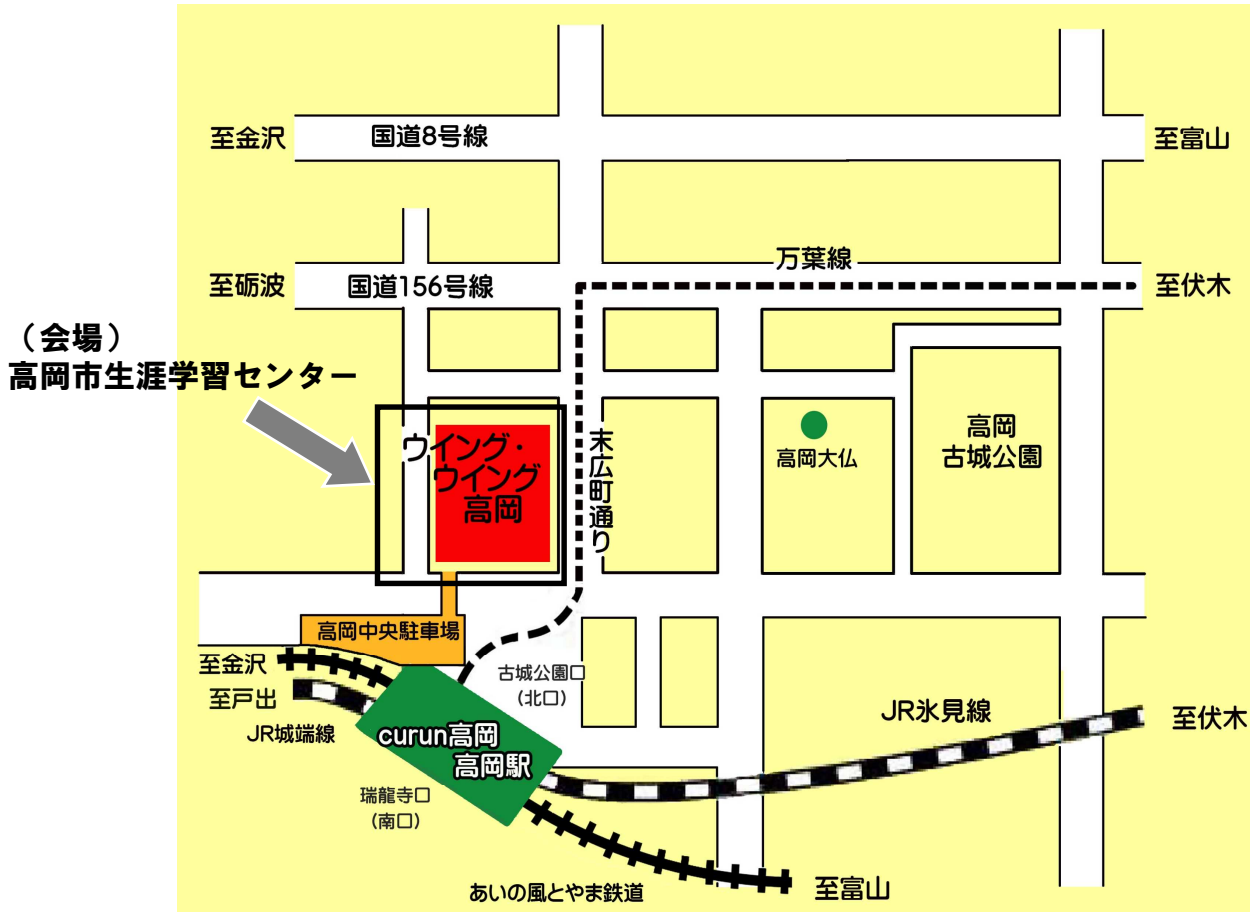 至金沢
国道8号線
至富山
万葉線
至砺波
国道156号線
至伏木
（会場）
高岡市生涯学習センター
ウイング・
ウイング
高岡
末広町通り
高岡大仏
高岡
古城公園
高岡中央駐車場
至金沢
古城公園口
（北口）
至戸出
JR城端線
JR氷見線
至伏木
curun高岡
高岡駅
瑞龍寺口
（南口）
あいの風とやま鉄道
至富山